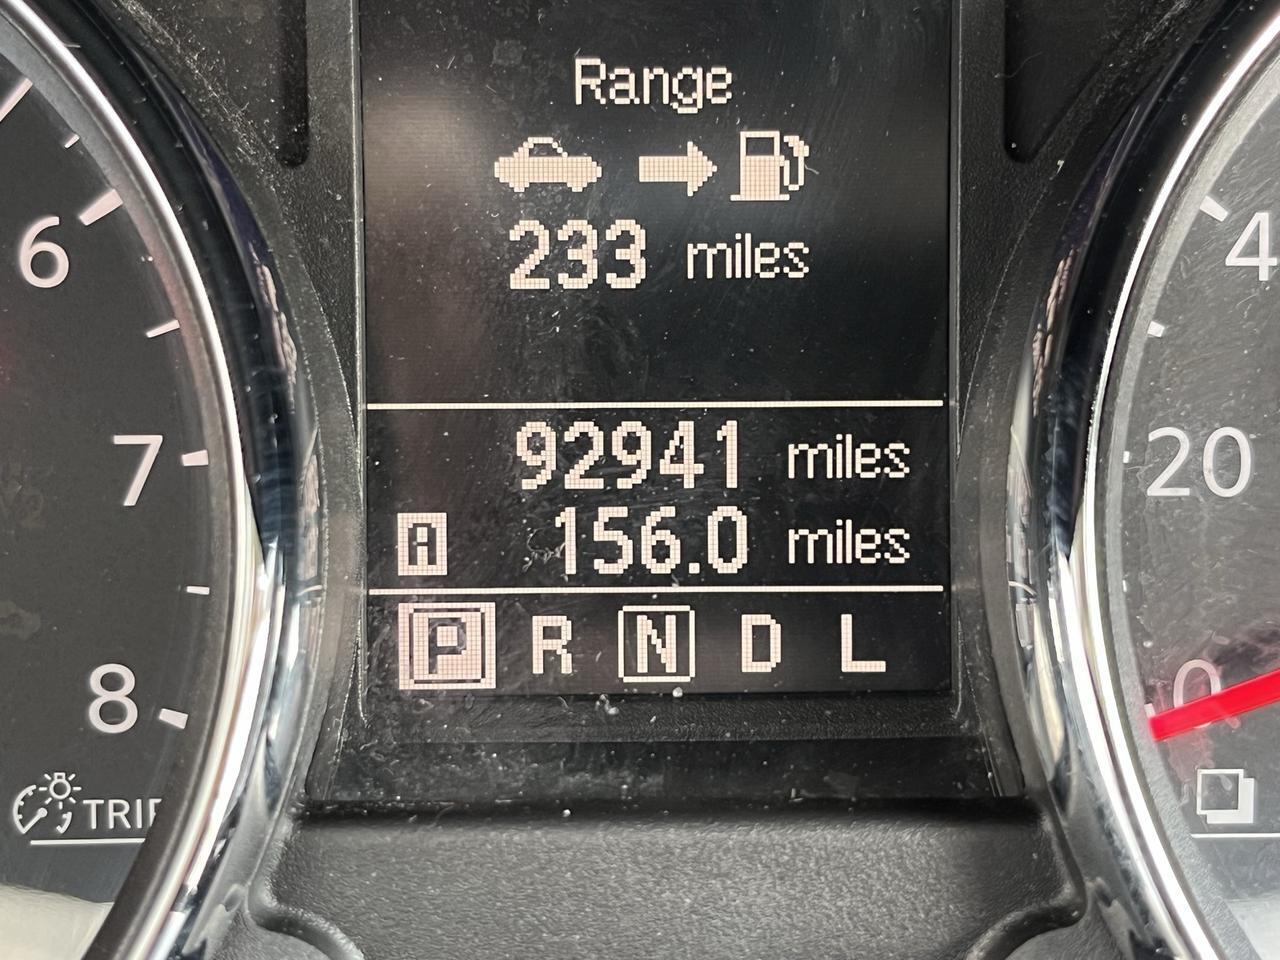 Range
233 miles
92941 miles
A 156.0 miles
P R N D L
6
7
8
TRIP
4
20
0